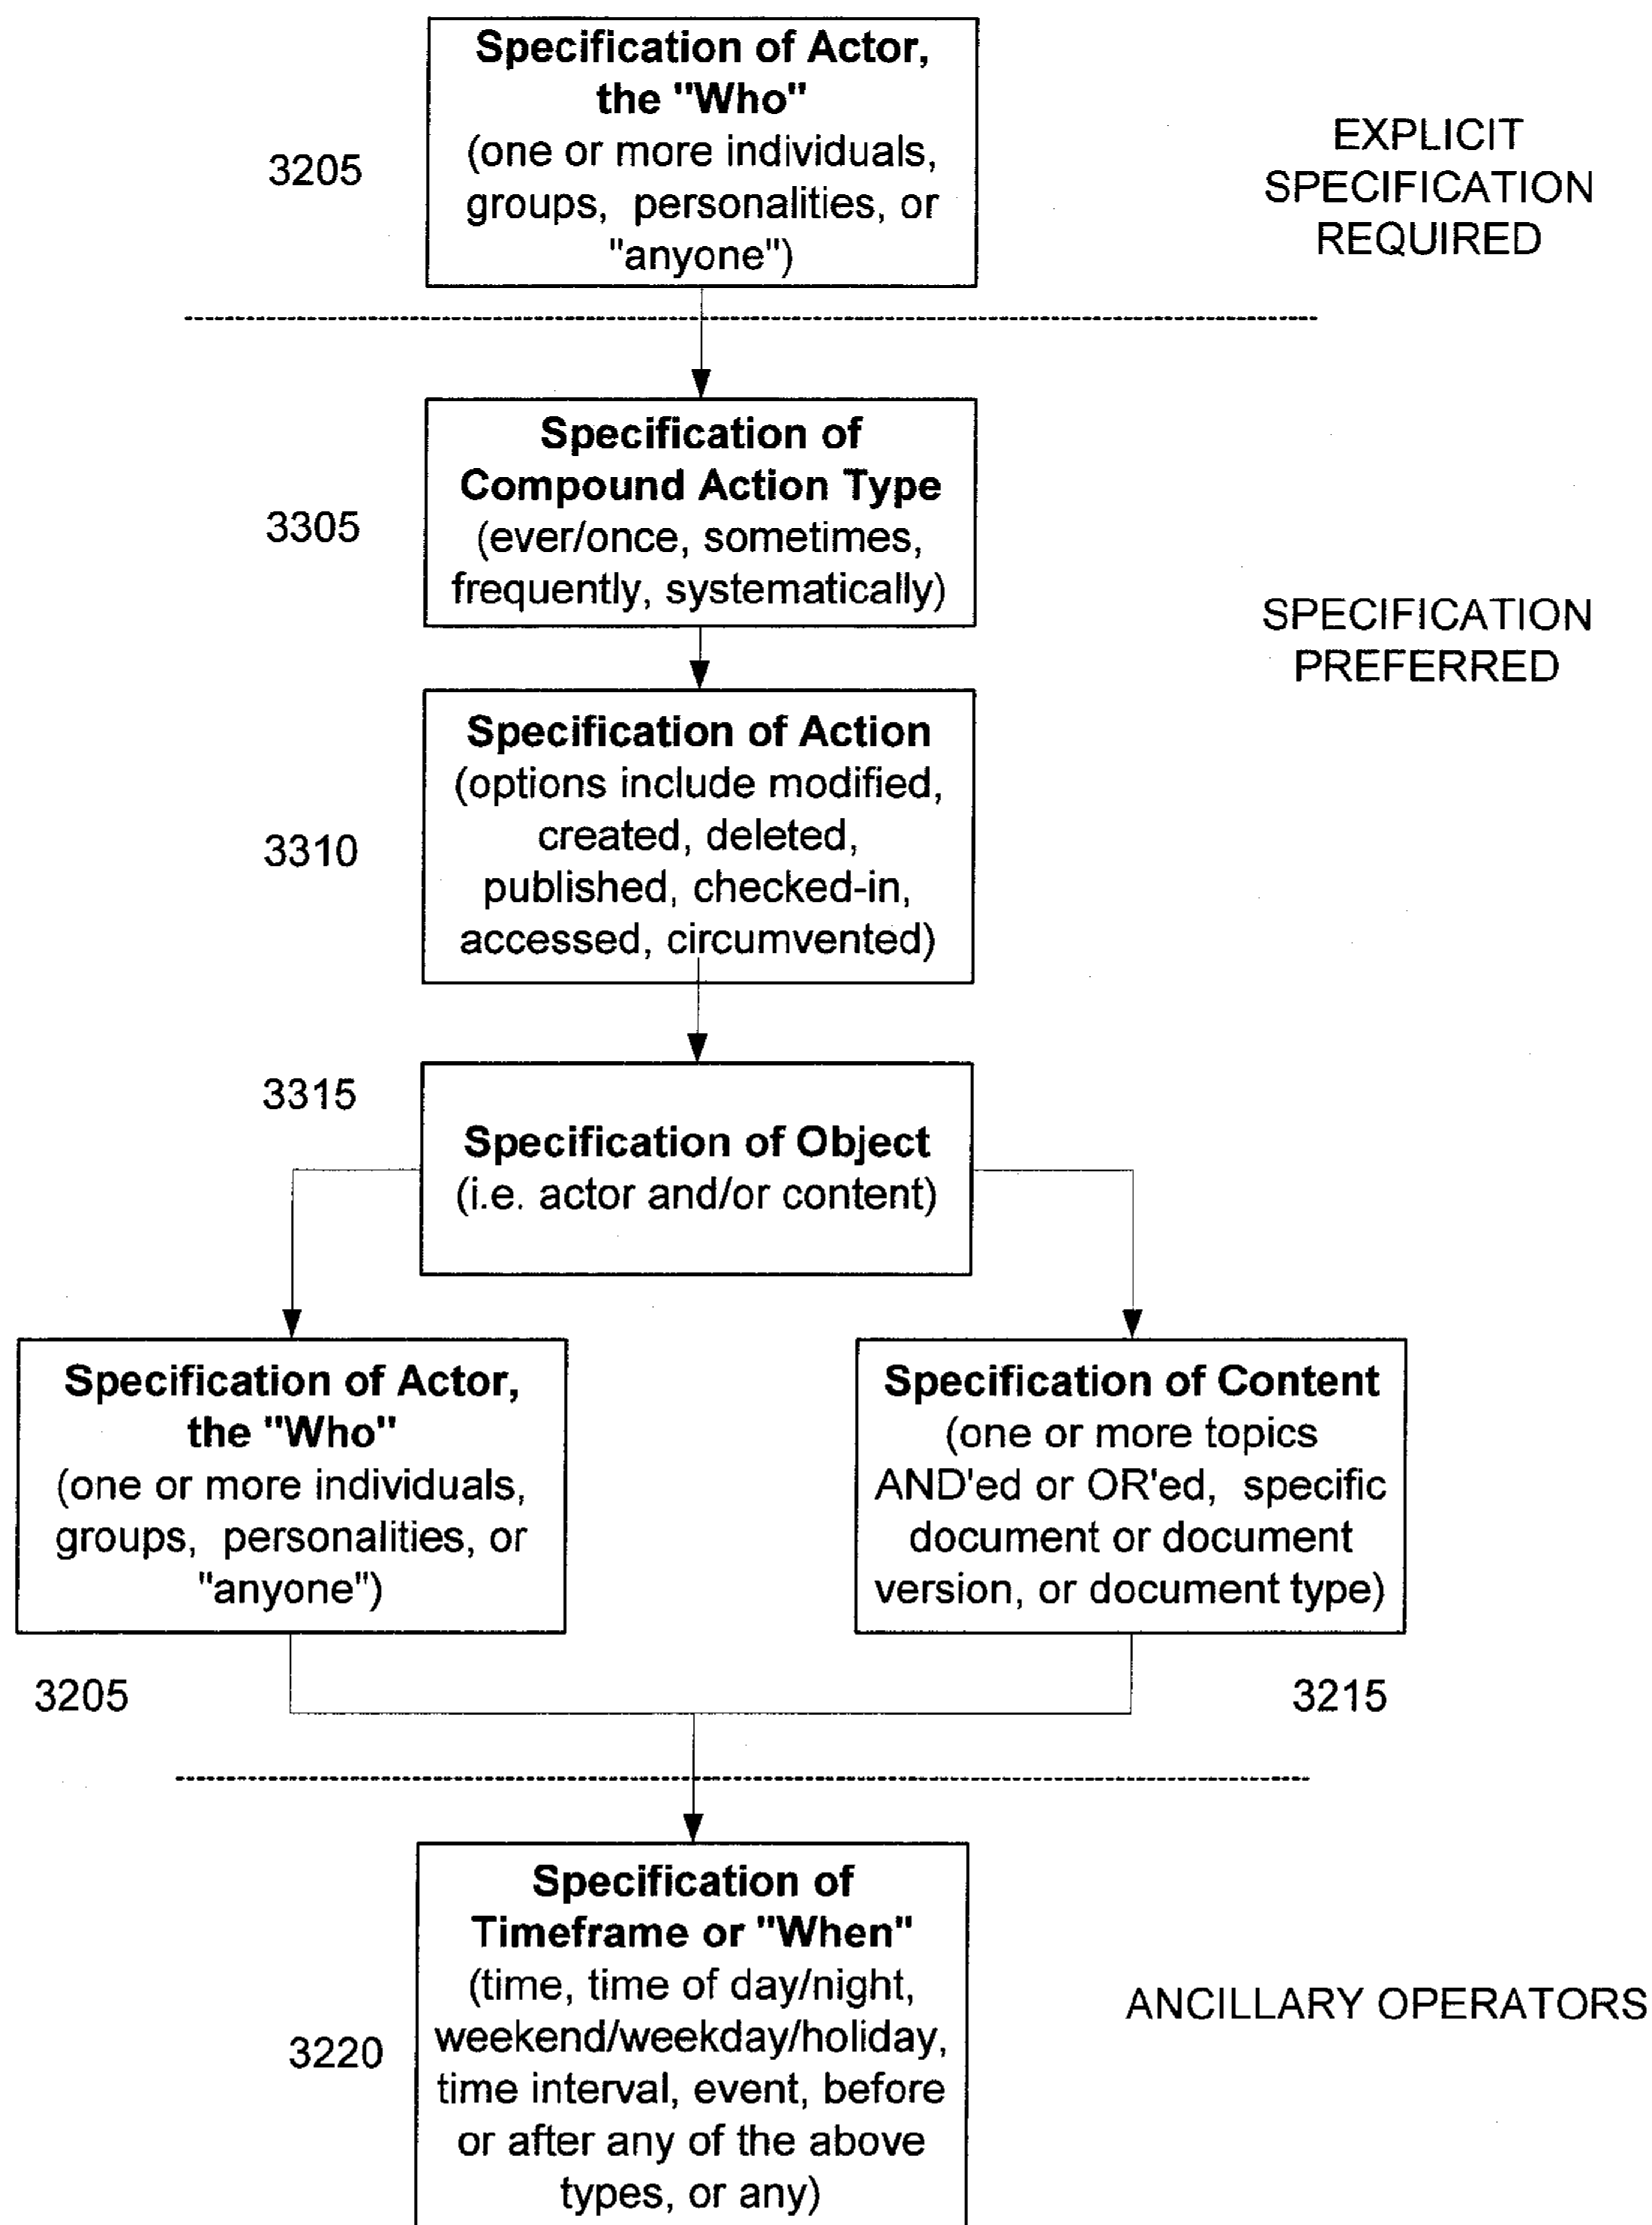 Specification of Actor,
the "Who"
(one or more individuals,
groups, personalities, or
"anyone")
3205
EXPLICIT
SPECIFICATION
REQUIRED
Specification of
Compound Action Type
(ever/once, sometimes,
frequently, systematically)
3305
SPECIFICATION
PREFERRED
Specification of Action
(options include modified,
created, deleted,
published, checked-in,
accessed, circumvented)
3310
3315
Specification of Object
(i.e. actor and/or content)
Specification of Actor,
the "Who"
(one or more individuals,
groups, personalities, or
"anyone")
3205
Specification of Content
(one or more topics
AND'ed or OR'ed, specific
document or document
version, or document type)
3215
Specification of
Timeframe or "When"
(time, time of day/night,
weekend/weekday/holiday,
time interval, event, before
or after any of the above
types, or any)
3220
ANCILLARY OPERATORS